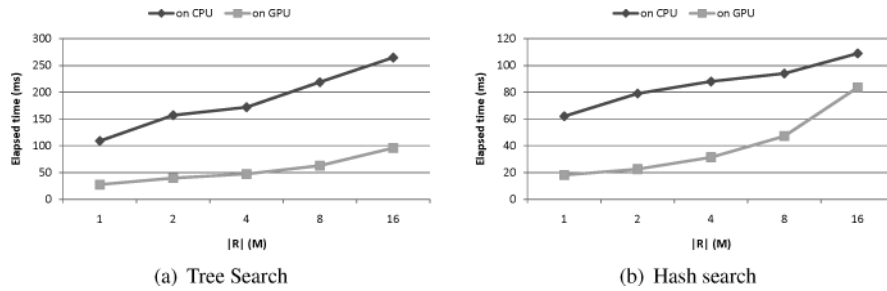 on CPU on GPU
300
250
200
150
100
50
0
Elapsed time (ms)
1 2 4 8 16
|R| (M)
(a) Tree Search
on CPU on GPU
120
100
80
60
40
20
0
Elapsed time (ms)
1 2 4 8 16
|R| (M)
(b) Hash search